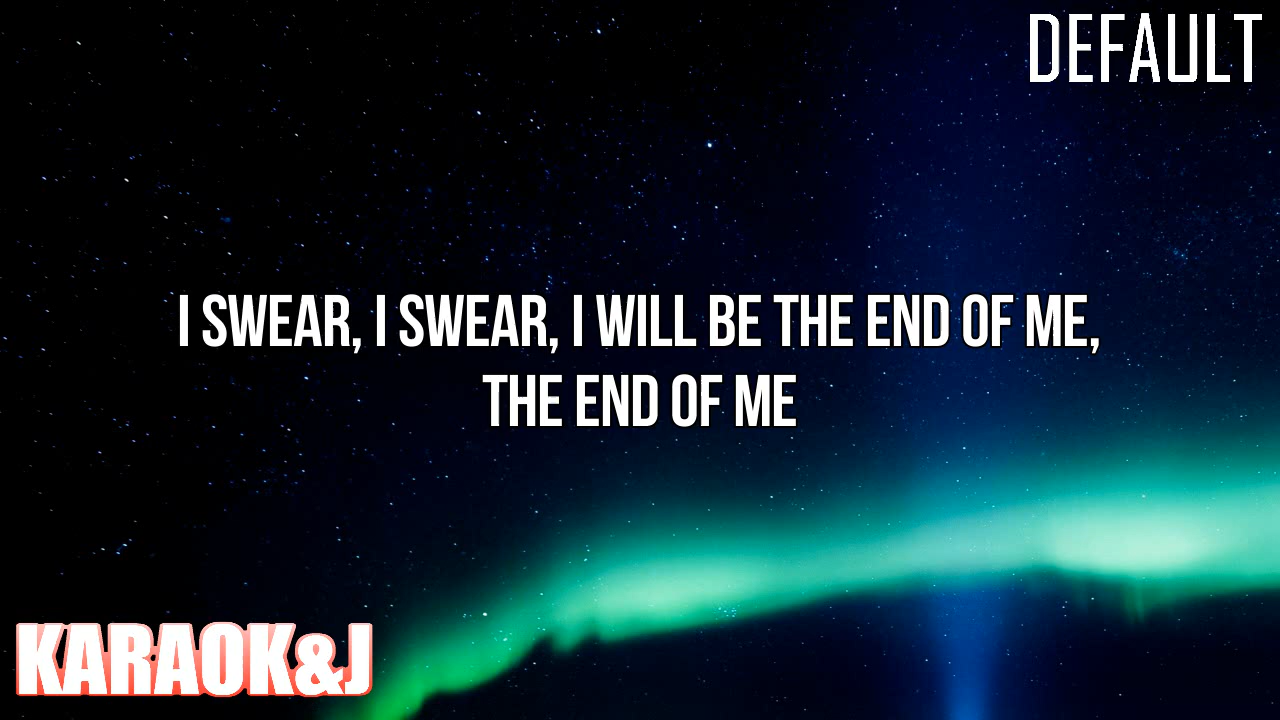 DEFAULT
I SWEAR, I SWEAR, I WILL BE THE END OF ME,
THE END OF ME
KARAOK&J